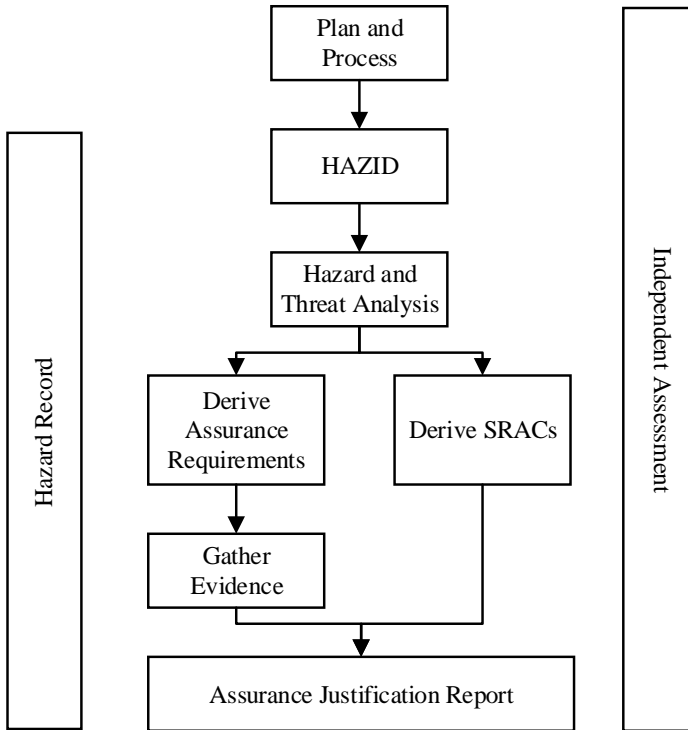 Plan and
Process
HAZID
Hazard and
Threat Analysis
Derive
Assurance
Requirements
Derive SRACs
Gather
Evidence
Assurance Justification Report
Hazard Record
Independent Assessment